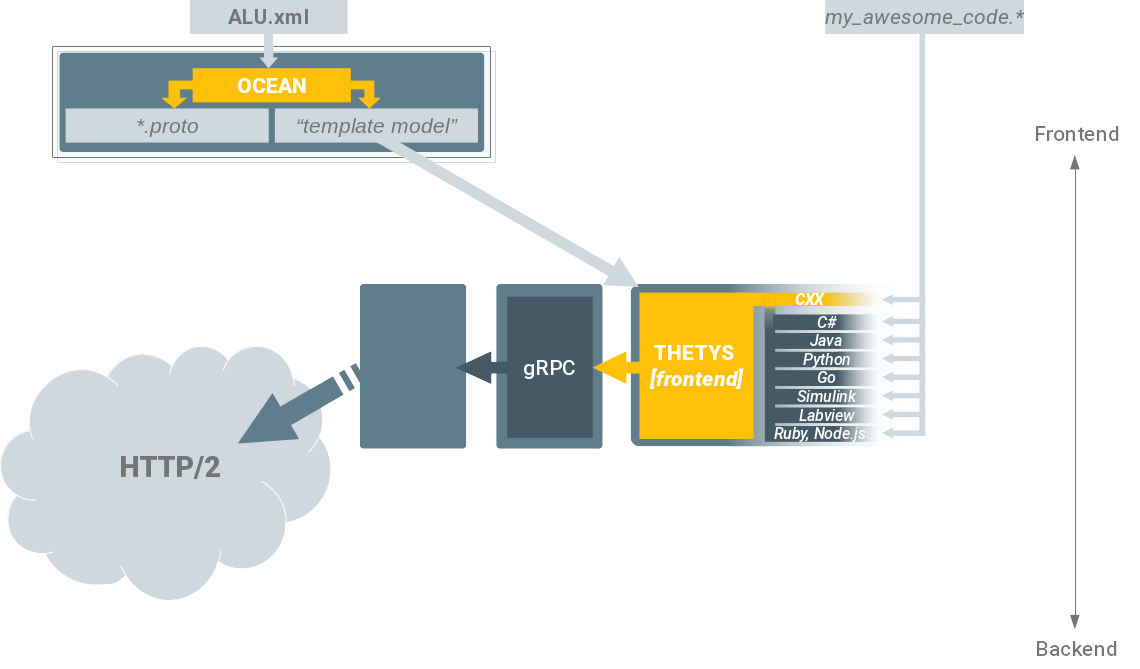 ALU.xml
my_awesome_code.*
OCEAN
*.proto
“template model”
Frontend
CXX
C#
Java
Python
Go
Simulink
Labview
Ruby, Node.js
THETYS
[frontend]
gRPC
HTTP/2
Backend